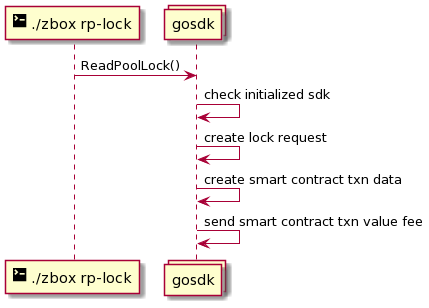 ./zbox rp-lock
gosdk
ReadPoolLock()
check initialized sdk
create lock request
create smart contract txn data
send smart contract txn value fee
./zbox rp-lock
gosdk